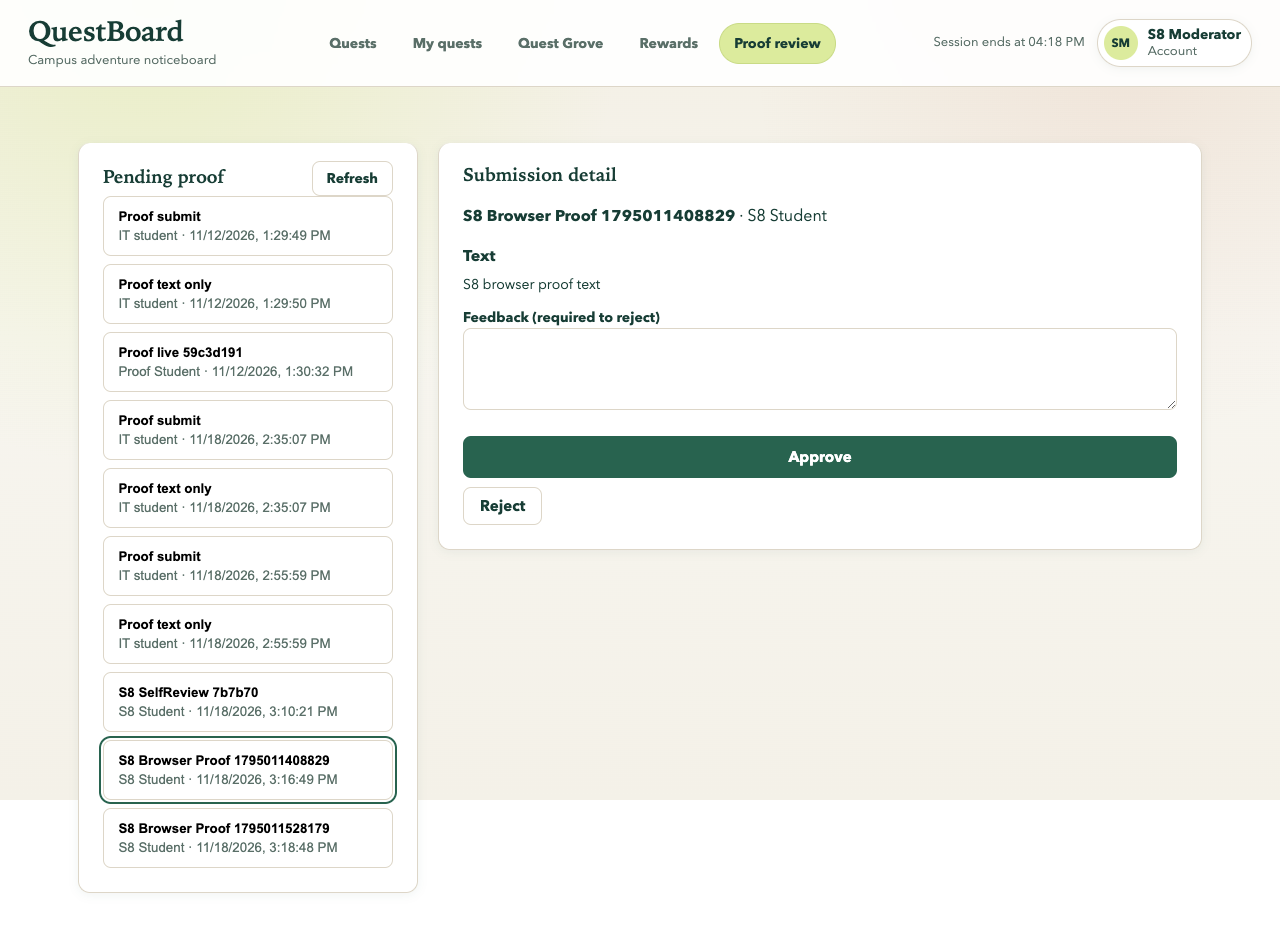 QuestBoard
Campus adventure noticeboard
Quests
My quests
Quest Grove
Rewards
Proof review
Session ends at 04:18 PM
SM
S8 Moderator
Account
Pending proof
Refresh
Proof submit
IT student · 11/12/2026, 1:29:49 PM
Proof text only
IT student · 11/12/2026, 1:29:50 PM
Proof live 59c3d191
Proof Student · 11/12/2026, 1:30:32 PM
Proof submit
IT student · 11/18/2026, 2:35:07 PM
Proof text only
IT student · 11/18/2026, 2:35:07 PM
Proof submit
IT student · 11/18/2026, 2:55:59 PM
Proof text only
IT student · 11/18/2026, 2:55:59 PM
S8 SelfReview 7b7b70
S8 Student · 11/18/2026, 3:10:21 PM
S8 Browser Proof 1795011408829
S8 Student · 11/18/2026, 3:16:49 PM
S8 Browser Proof 1795011528179
S8 Student · 11/18/2026, 3:18:48 PM
Submission detail
S8 Browser Proof 1795011408829 · S8 Student
Text
S8 browser proof text
Feedback (required to reject)
Approve
Reject